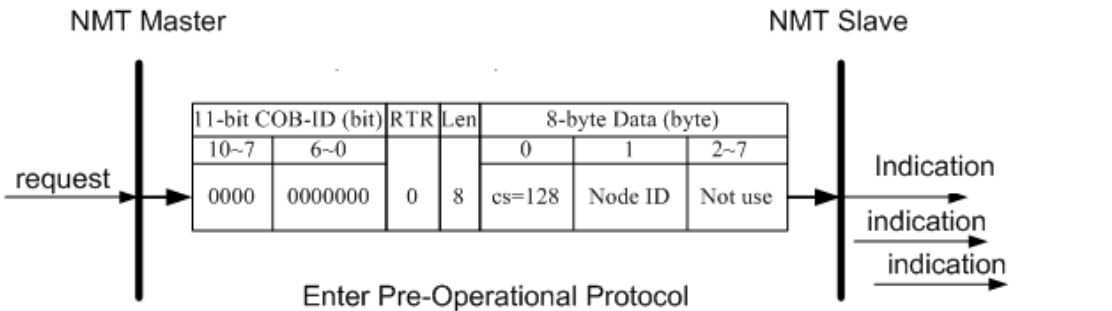 NMT Master
NMT Slave
11-bit COB-ID (bit) RTR Len 8-byte Data (byte)
10~7 6~0 0 1 2~7
request
0000 0000000 0 8 cs=128 Node ID Not use
Indication
indication
indication
Enter Pre-Operational Protocol